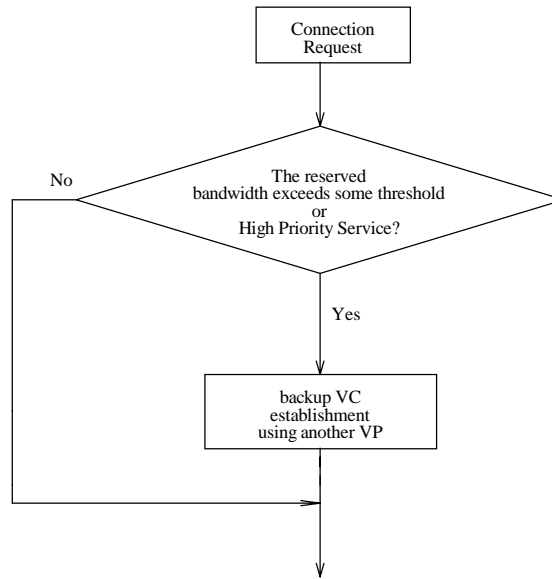 Connection
Request
The reserved
bandwidth exceeds some threshold
or
High Priority Service?
No
Yes
backup VC
establishment
using another VP